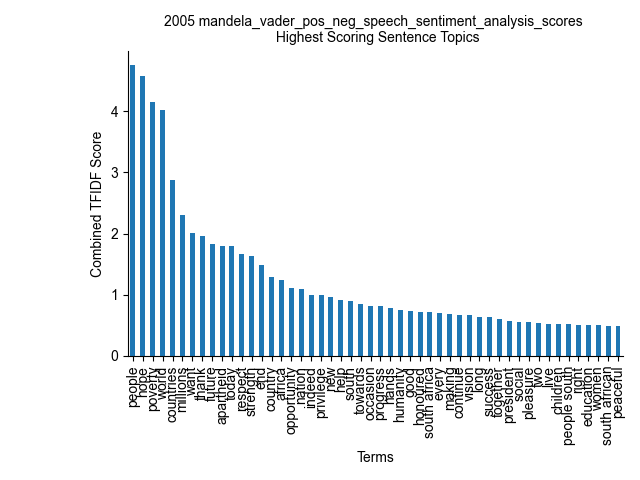 2005 mandela_vader_pos_neg_speech_sentiment_analysis_scores
Highest Scoring Sentence Topics
Combined TFIDF Score
4
3
2
1
0
people
hope
poverty
world
countries
millions
want
thank
future
apartheid
today
respect
strength
end
country
africa
opportunity
nation
indeed
privilege
new
help
south
towards
occasion
progress
hands
humanity
good
honoured
south africa
every
making
continue
vision
long
success
together
president
social
pleasure
two
live
children
people south
right
education
women
south african
peaceful
Terms